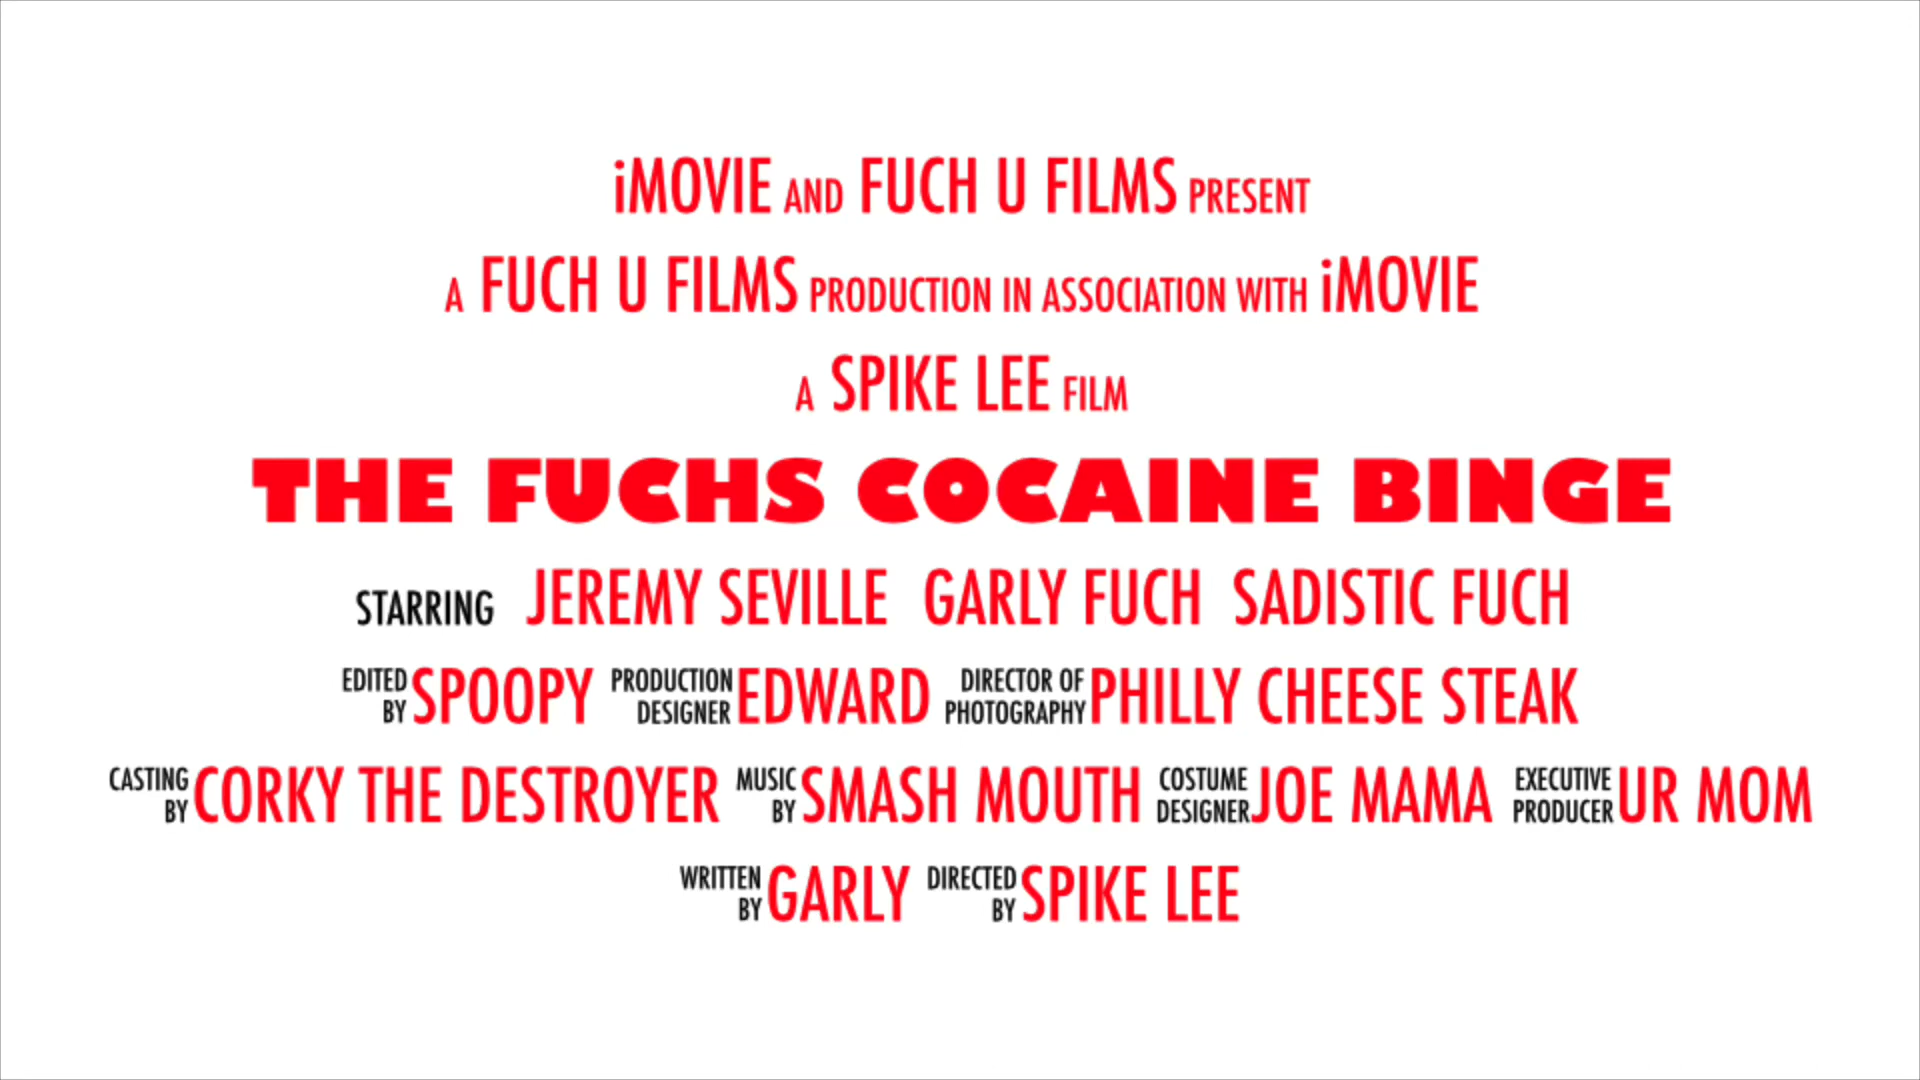 iMOVIE AND FUCH U FILMS PRESENT
A FUCH U FILMS PRODUCTION IN ASSOCIATION WITH iMOVIE
A SPIKE LEE FILM
THE FUCHS COCAINE BINGE
STARRING JEREMY SEVILLE GARLY FUCH SADISTIC FUCH
EDITED BY SPOOPY PRODUCTION DESIGNER EDWARD DIRECTOR OF PHOTOGRAPHY PHILLY CHEESE STEAK
CASTING BY CORKY THE DESTROYER MUSIC BY SMASH MOUTH COSTUME DESIGNER JOE MAMA EXECUTIVE PRODUCER UR MOM
WRITTEN BY GARLY DIRECTED BY SPIKE LEE